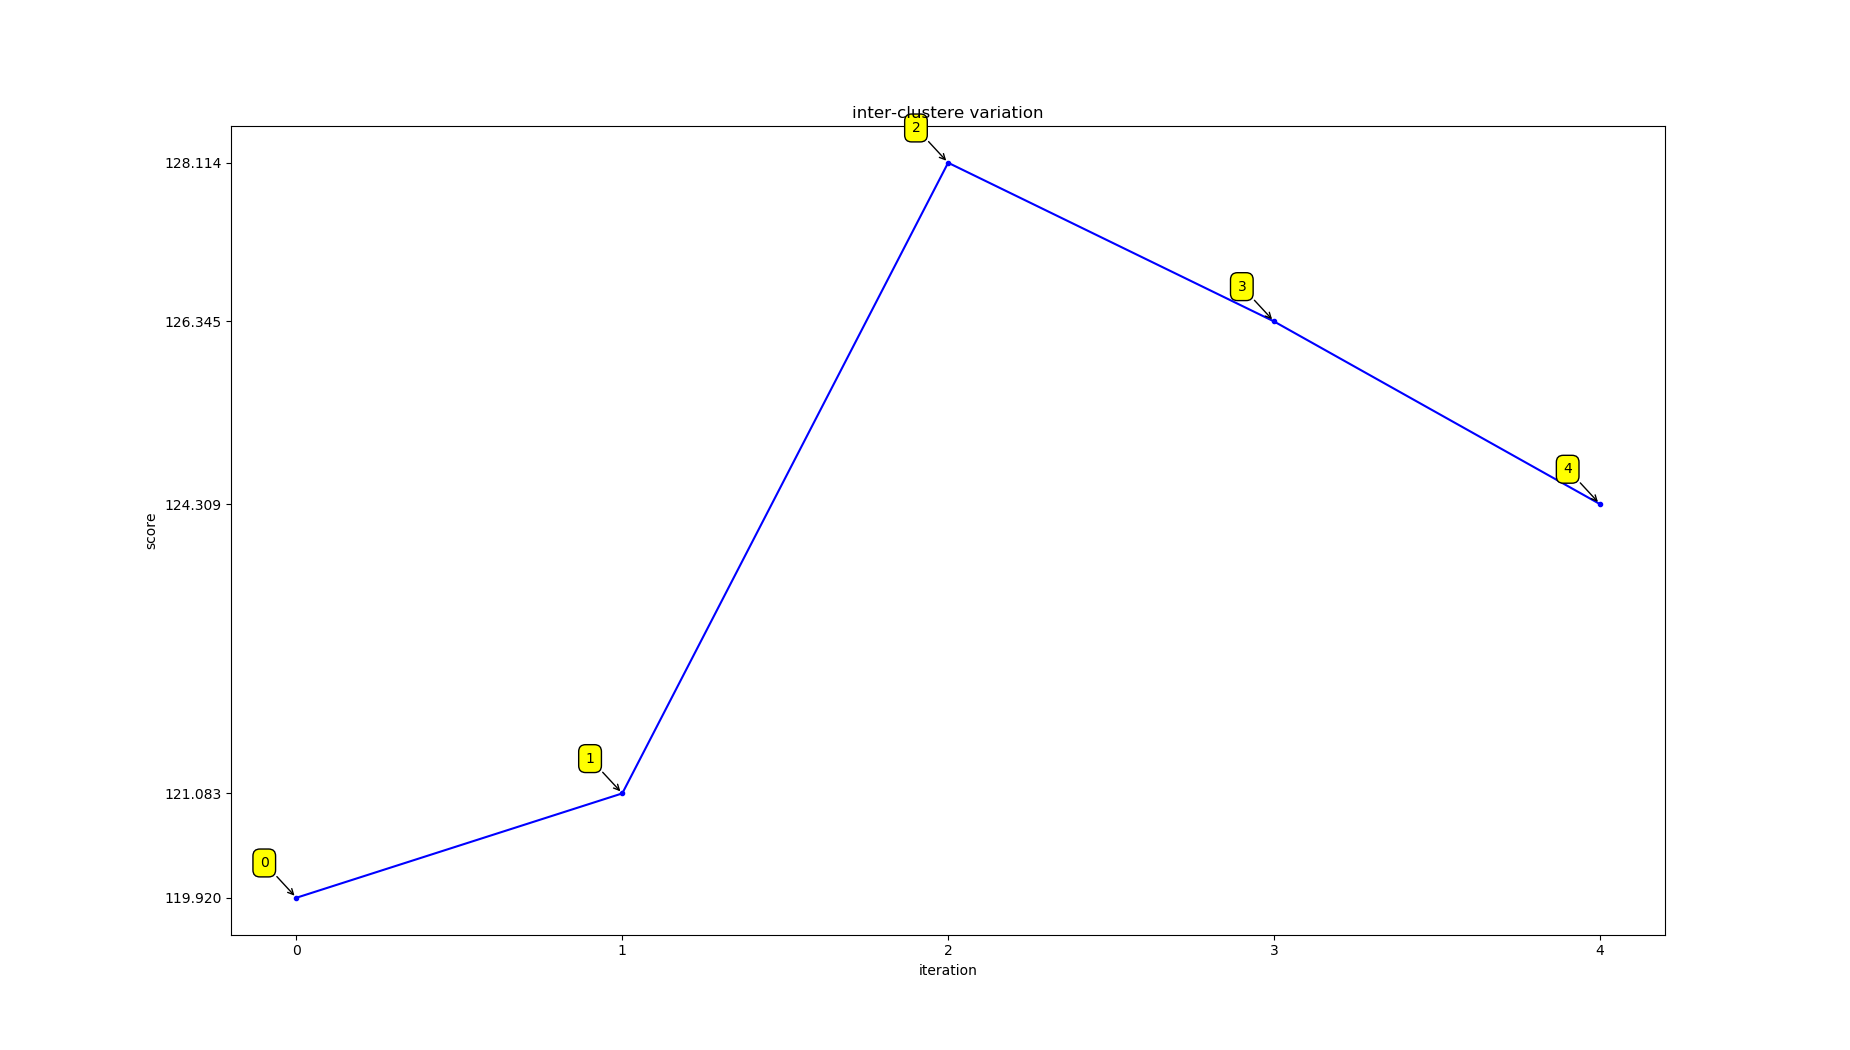 inter-clustere variation
2
128.114
3
126.345
4
124.309
score
1
121.083
0
119.920
0 1 2 3 4
iteration